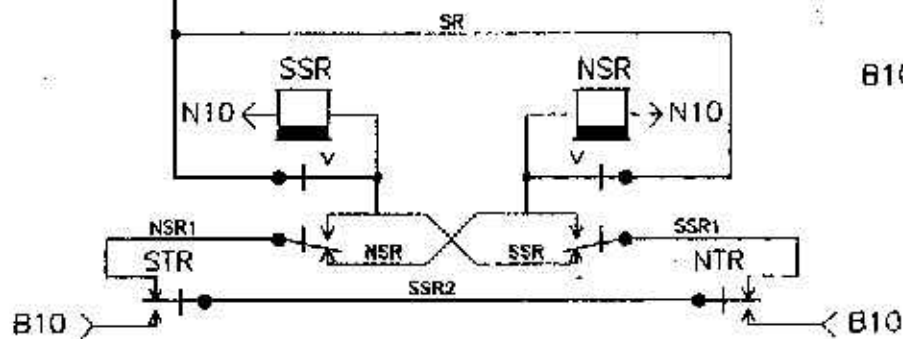 SR
SSR NSR
B10
N10 N10
V V
NSR1 SSR1
NSR SSR
STR NTR
SSR2
B10 B10